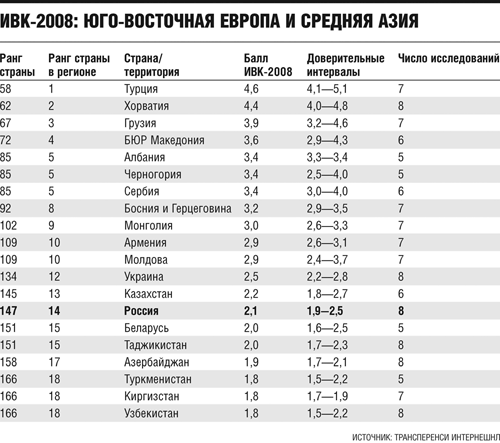 ИВК-2008: ЮГО-ВОСТОЧНАЯ ЕВРОПА И СРЕДНЯЯ АЗИЯ
Ранг страны Ранг страны в регионе Страна/территория Балл ИВК-2008 Доверительные интервалы Число исследований
58 1 Турция 4,6 4,1—5,1 7
62 2 Хорватия 4,4 4,0—4,8 8
67 3 Грузия 3,9 3,2—4,6 7
72 4 БЮР Македония 3,6 2,9—4,3 6
85 5 Албания 3,4 3,3—3,4 5
85 5 Черногория 3,4 2,5—4,0 5
85 5 Сербия 3,4 3,0—4,0 6
92 8 Босния и Герцеговина 3,2 2,9—3,5 7
102 9 Монголия 3,0 2,6—3,3 7
109 10 Армения 2,9 2,6—3,1 7
109 10 Молдова 2,9 2,4—3,7 7
134 12 Украина 2,5 2,2—2,8 8
145 13 Казахстан 2,2 1,8—2,7 6
147 14 Россия 2,1 1,9—2,5 8
151 15 Беларусь 2,0 1,6—2,5 5
151 15 Таджикистан 2,0 1,7—2,3 8
158 17 Азербайджан 1,9 1,7—2,1 8
166 18 Туркменистан 1,8 1,5—2,2 5
166 18 Киргизстан 1,8 1,7—1,9 7
166 18 Узбекистан 1,8 1,5—2,2 8
ИСТОЧНИК: ТРАНСПЕРЕНСИ ИНТЕРНЕШНЛ